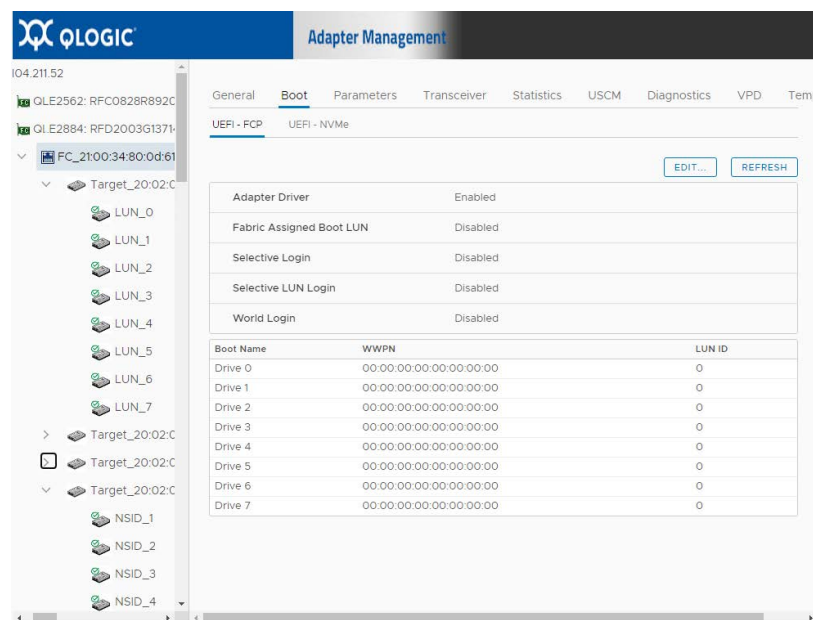 QLOGIC
Adapter Management
104.211.52
QLE2562: RFC0828R892C
QLE2884: RFD2003G1371
FC_21:00:34:80:0d:61
Target_20:02:0
LUN_0
LUN_1
LUN_2
LUN_3
LUN_4
LUN_5
LUN_6
LUN_7
Target_20:02:0
Target_20:02:0
Target_20:02:0
NSID_1
NSID_2
NSID_3
NSID_4
General Boot Parameters Transceiver Statistics USCM Diagnostics VPD Tem
UEFI - FCP UEFI - NVMe
EDIT... REFRESH
Adapter Driver Enabled
Fabric Assigned Boot LUN Disabled
Selective Login Disabled
Selective LUN Login Disabled
World Login Disabled
Boot Name WWPN LUN ID
Drive 0 00:00:00:00:00:00:00:00 0
Drive 1 00:00:00:00:00:00:00:00 0
Drive 2 00:00:00:00:00:00:00:00 0
Drive 3 00:00:00:00:00:00:00:00 0
Drive 4 00:00:00:00:00:00:00:00 0
Drive 5 00:00:00:00:00:00:00:00 0
Drive 6 00:00:00:00:00:00:00:00 0
Drive 7 00:00:00:00:00:00:00:00 0